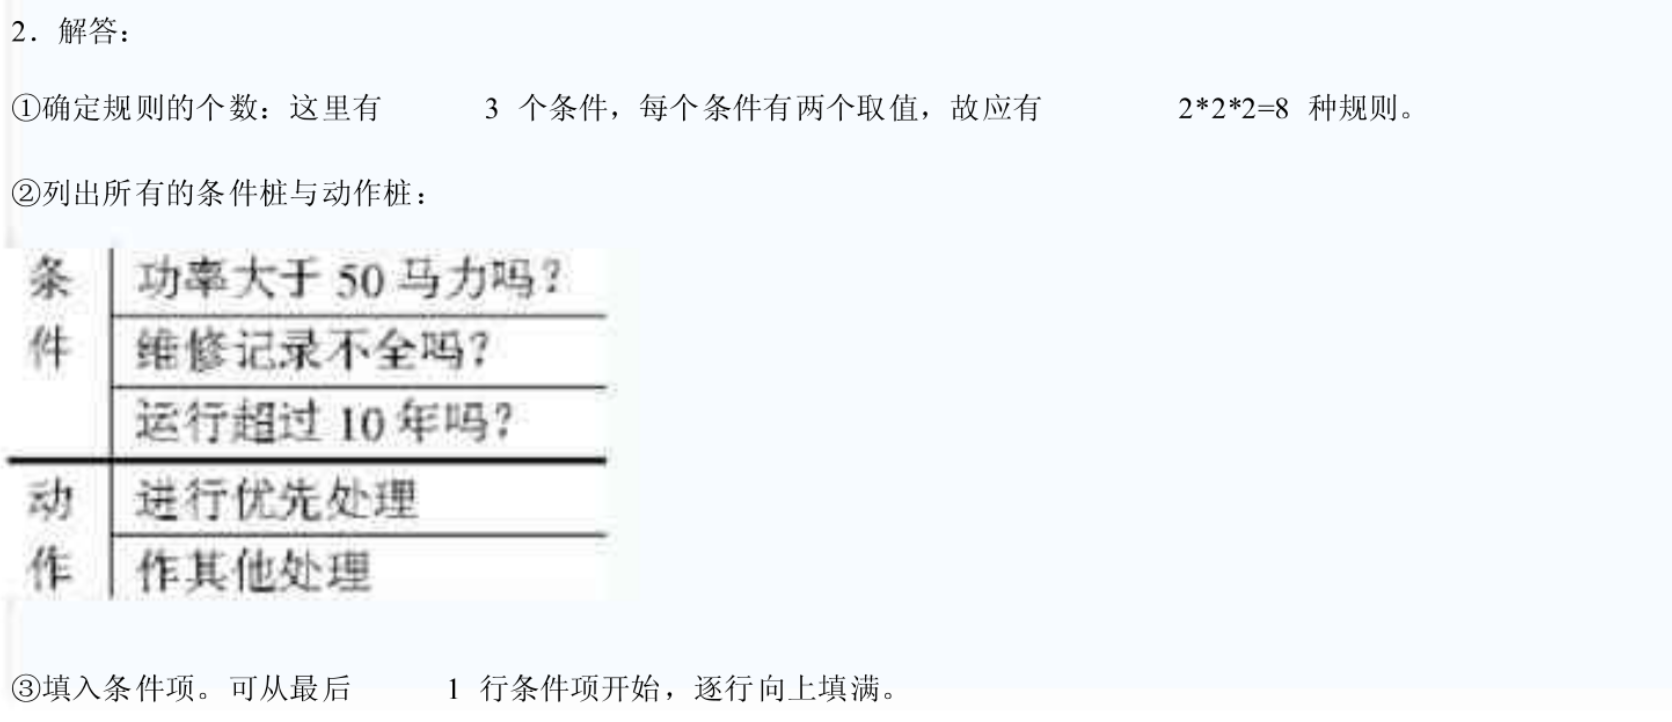 2．解答：
①确定规则的个数：这里有 3 个条件，每个条件有两个取值，故应有 2*2*2=8 种规则。
②列出所有的条件桩与动作桩：
条件
功率大于 50 马力吗？
维修记录不全吗？
运行超过 10 年吗？
动作
进行优先处理
作其他处理
③填入条件项。可从最后 1 行条件项开始，逐行向上填满。